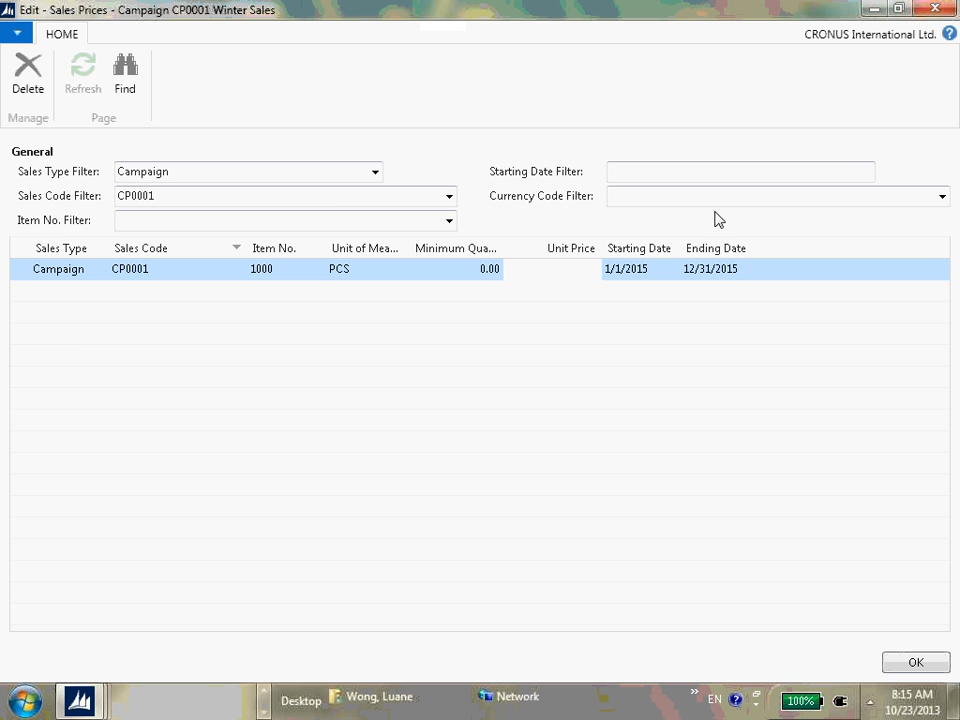 Edit - Sales Prices - Campaign CP0001 Winter Sales
HOME
CRONUS International Ltd.
?
Delete
Refresh
Find
Manage
Page
General
Sales Type Filter:
Campaign
Starting Date Filter:
Sales Code Filter:
CP0001
Currency Code Filter:
Item No. Filter:
Sales Type Sales Code Item No. Unit of Mea... Minimum Qua... Unit Price Starting Date Ending Date
Campaign CP0001 1000 PCS 0.00 1/1/2015 12/31/2015
OK
Desktop
Wong, Luane
Network
»
EN
?
100%
8:15 AM
10/23/2013